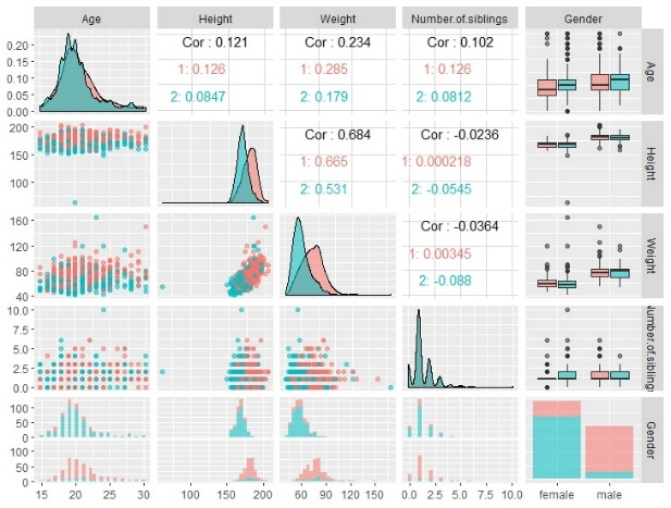 Age Height Weight Number.of.siblings Gender
0.20
0.15
0.10
0.05
0.00
Cor : 0.121
1: 0.126
2: 0.0847
Cor : 0.234
1: 0.285
2: 0.179
Cor : 0.102
1: 0.126
2: 0.0812
Age
200
150
100
Cor : 0.684
1: 0.665
2: 0.531
Cor : -0.0236
1: 0.000218
2: -0.0545
Height
160
120
80
40
Cor : -0.0364
1: 0.00345
2: -0.088
Weight
10.0
7.5
5.0
2.5
0.0
Number.of.sibling
100
50
0
100
50
0
Gender
15 20 25 30 100 150 200 40 80 120 160 0.0 2.5 5.0 7.5 10.0 female male